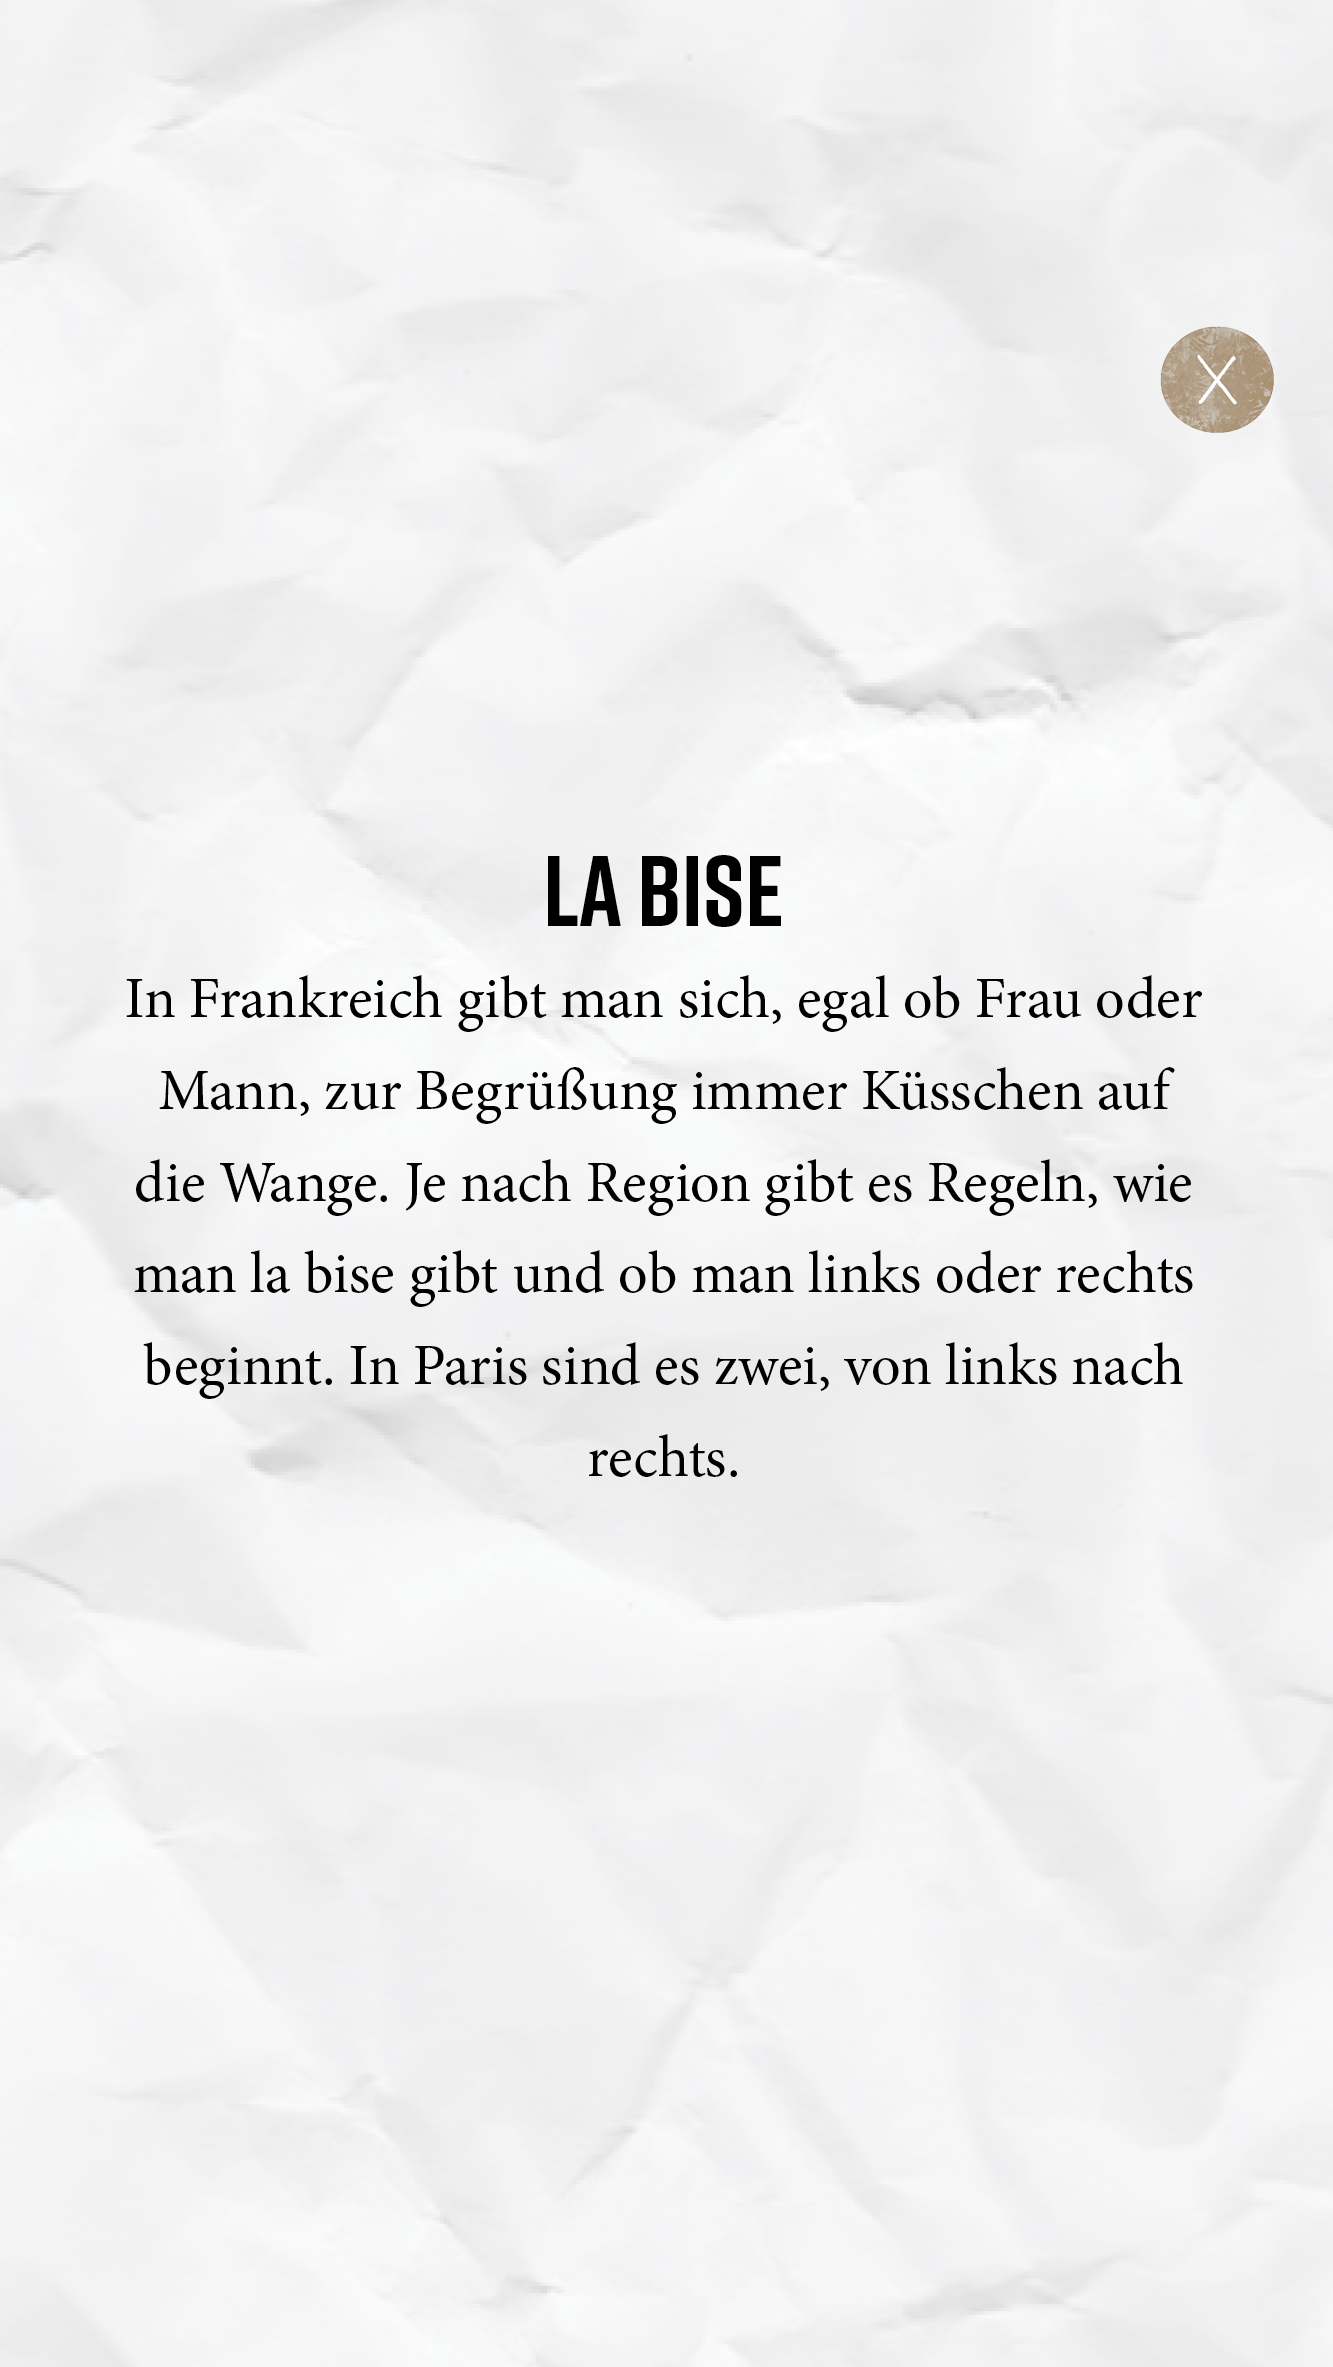 X
LA BISE
In Frankreich gibt man sich, egal ob Frau oder
Mann, zur Begrüßung immer Küsschen auf
die Wange. Je nach Region gibt es Regeln, wie
man la bise gibt und ob man links oder rechts
beginnt. In Paris sind es zwei, von links nach
rechts.